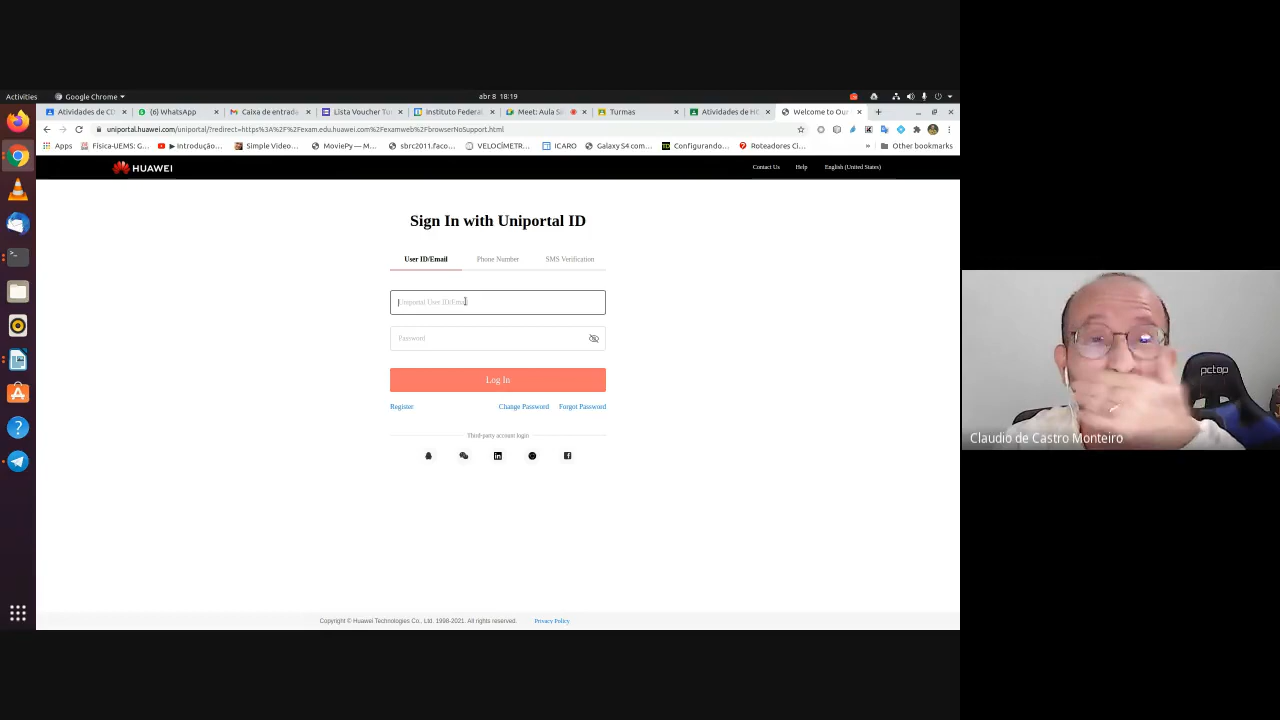 Activities
Google Chrome
abr 8 18:19
Atividades de CD
(6) WhatsApp
Caixa de entrada
Lista Voucher Tu
Instituto Federal
Meet: Aula Sá
Turmas
Atividades de HC
Welcome to Our
uniportal.huawei.com/uniportal/?redirect=https%3A%2F%2Fexam.edu.huawei.com%2Fexamweb%2FbrowserNoSupport.html
Apps
Física-UEMS: G...
introdução...
Simple Video...
MoviePy — M...
sbrc2011.faco...
VELOCÍMETR...
ICARO
Galaxy S4 com...
Configurando...
Roteadores Ci...
»
Other bookmarks
HUAWEI
Contact Us
Help
English (United States)
Sign In with Uniportal ID
User ID/Email
Phone Number
SMS Verification
Uniportal User ID/Email
Password
Log In
Register
Change Password
Forgot Password
Third-party account login
Copyright © Huawei Technologies Co., Ltd. 1998-2021. All rights reserved.
Privacy Policy
pctop
Claudio de Castro Monteiro